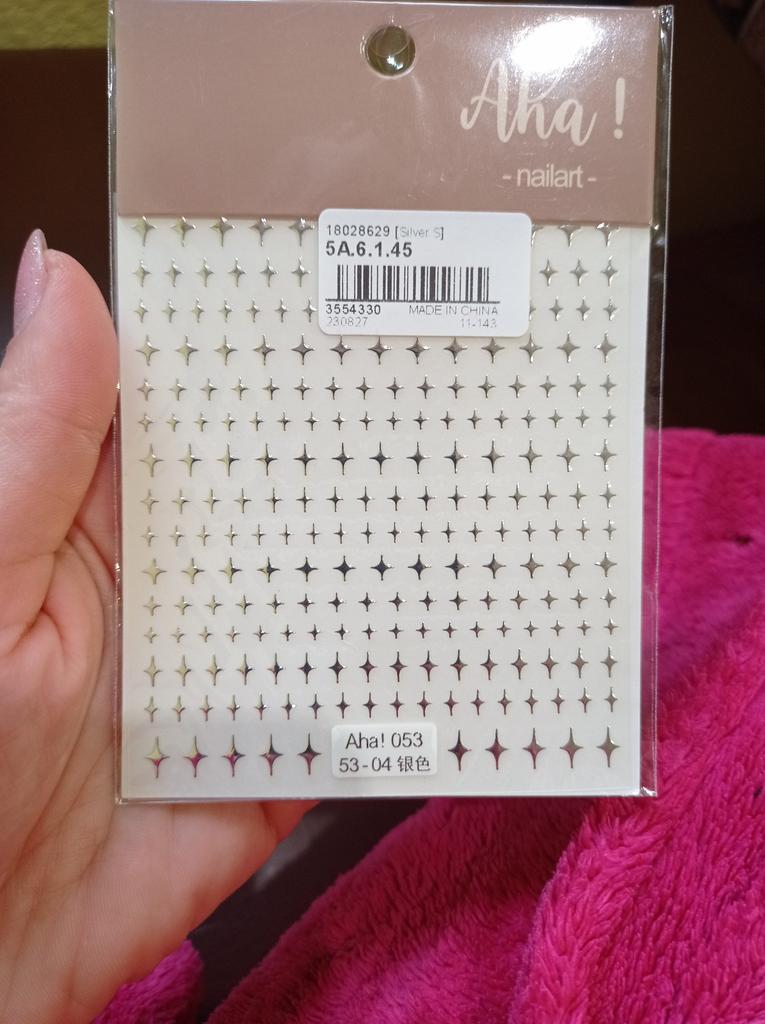 Aha!
- nailart -
18028629 [Silver S]
5A.6.1.45
3554330 MADE IN CHINA
230827 11-143
Aha! 053
53-04 银色